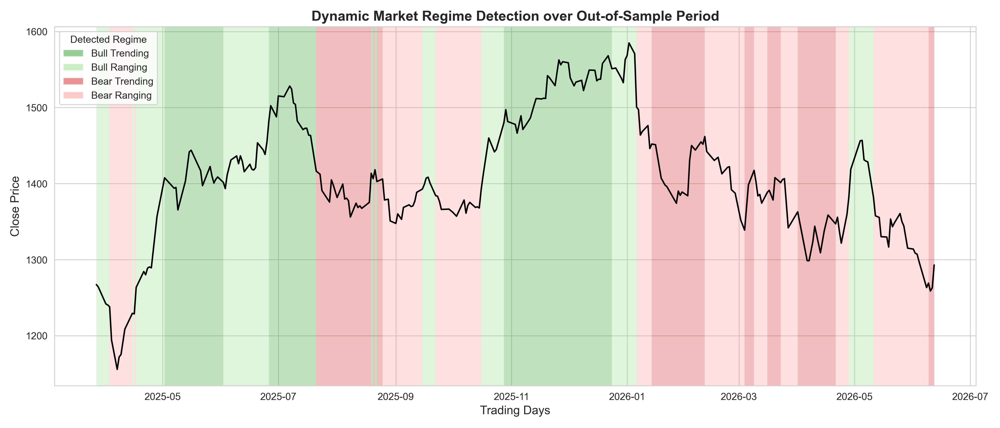 Dynamic Market Regime Detection over Out-of-Sample Period
Detected Regime
Bull Trending
Bull Ranging
Bear Trending
Bear Ranging
Close Price
1600
1500
1400
1300
1200
2025-05
2025-07
2025-09
2025-11
2026-01
2026-03
2026-05
2026-07
Trading Days